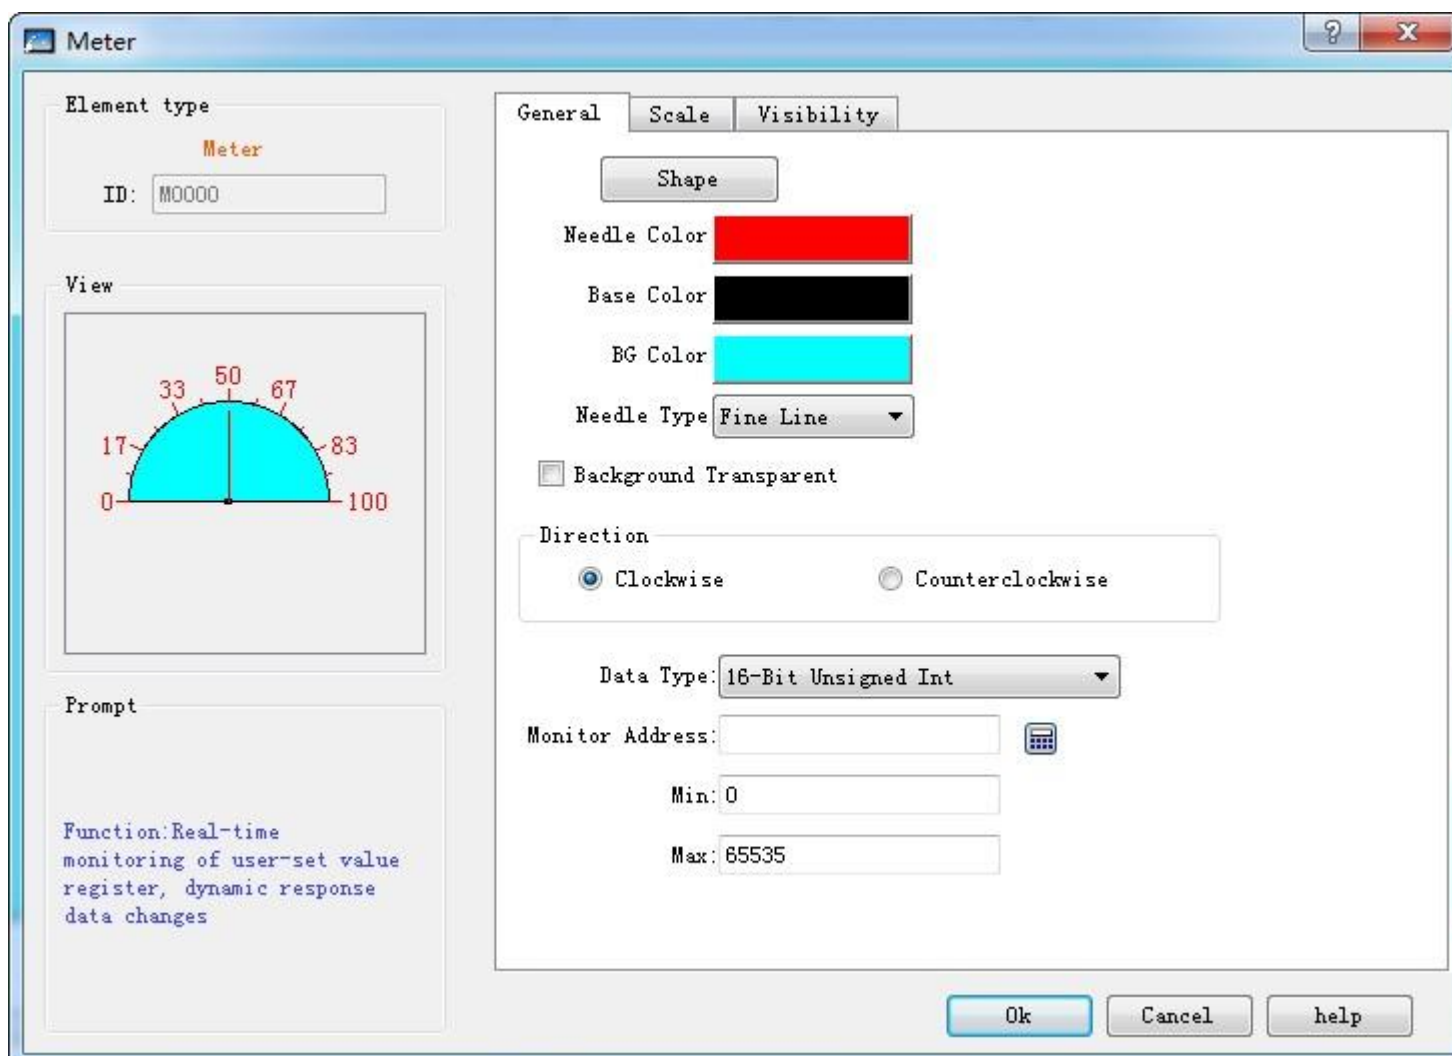 Meter
Element type
Meter
ID: M0000
View
0
17
33
50
67
83
100
Prompt
Function:Real-time
monitoring of user-set value
register, dynamic response
data changes
General Scale Visibility
Shape
Needle Color
Base Color
BG Color
Needle Type Fine Line
Background Transparent
Direction
Clockwise Counterclockwise
Data Type: 16-Bit Unsigned Int
Monitor Address:
Min: 0
Max: 65535
Ok Cancel help